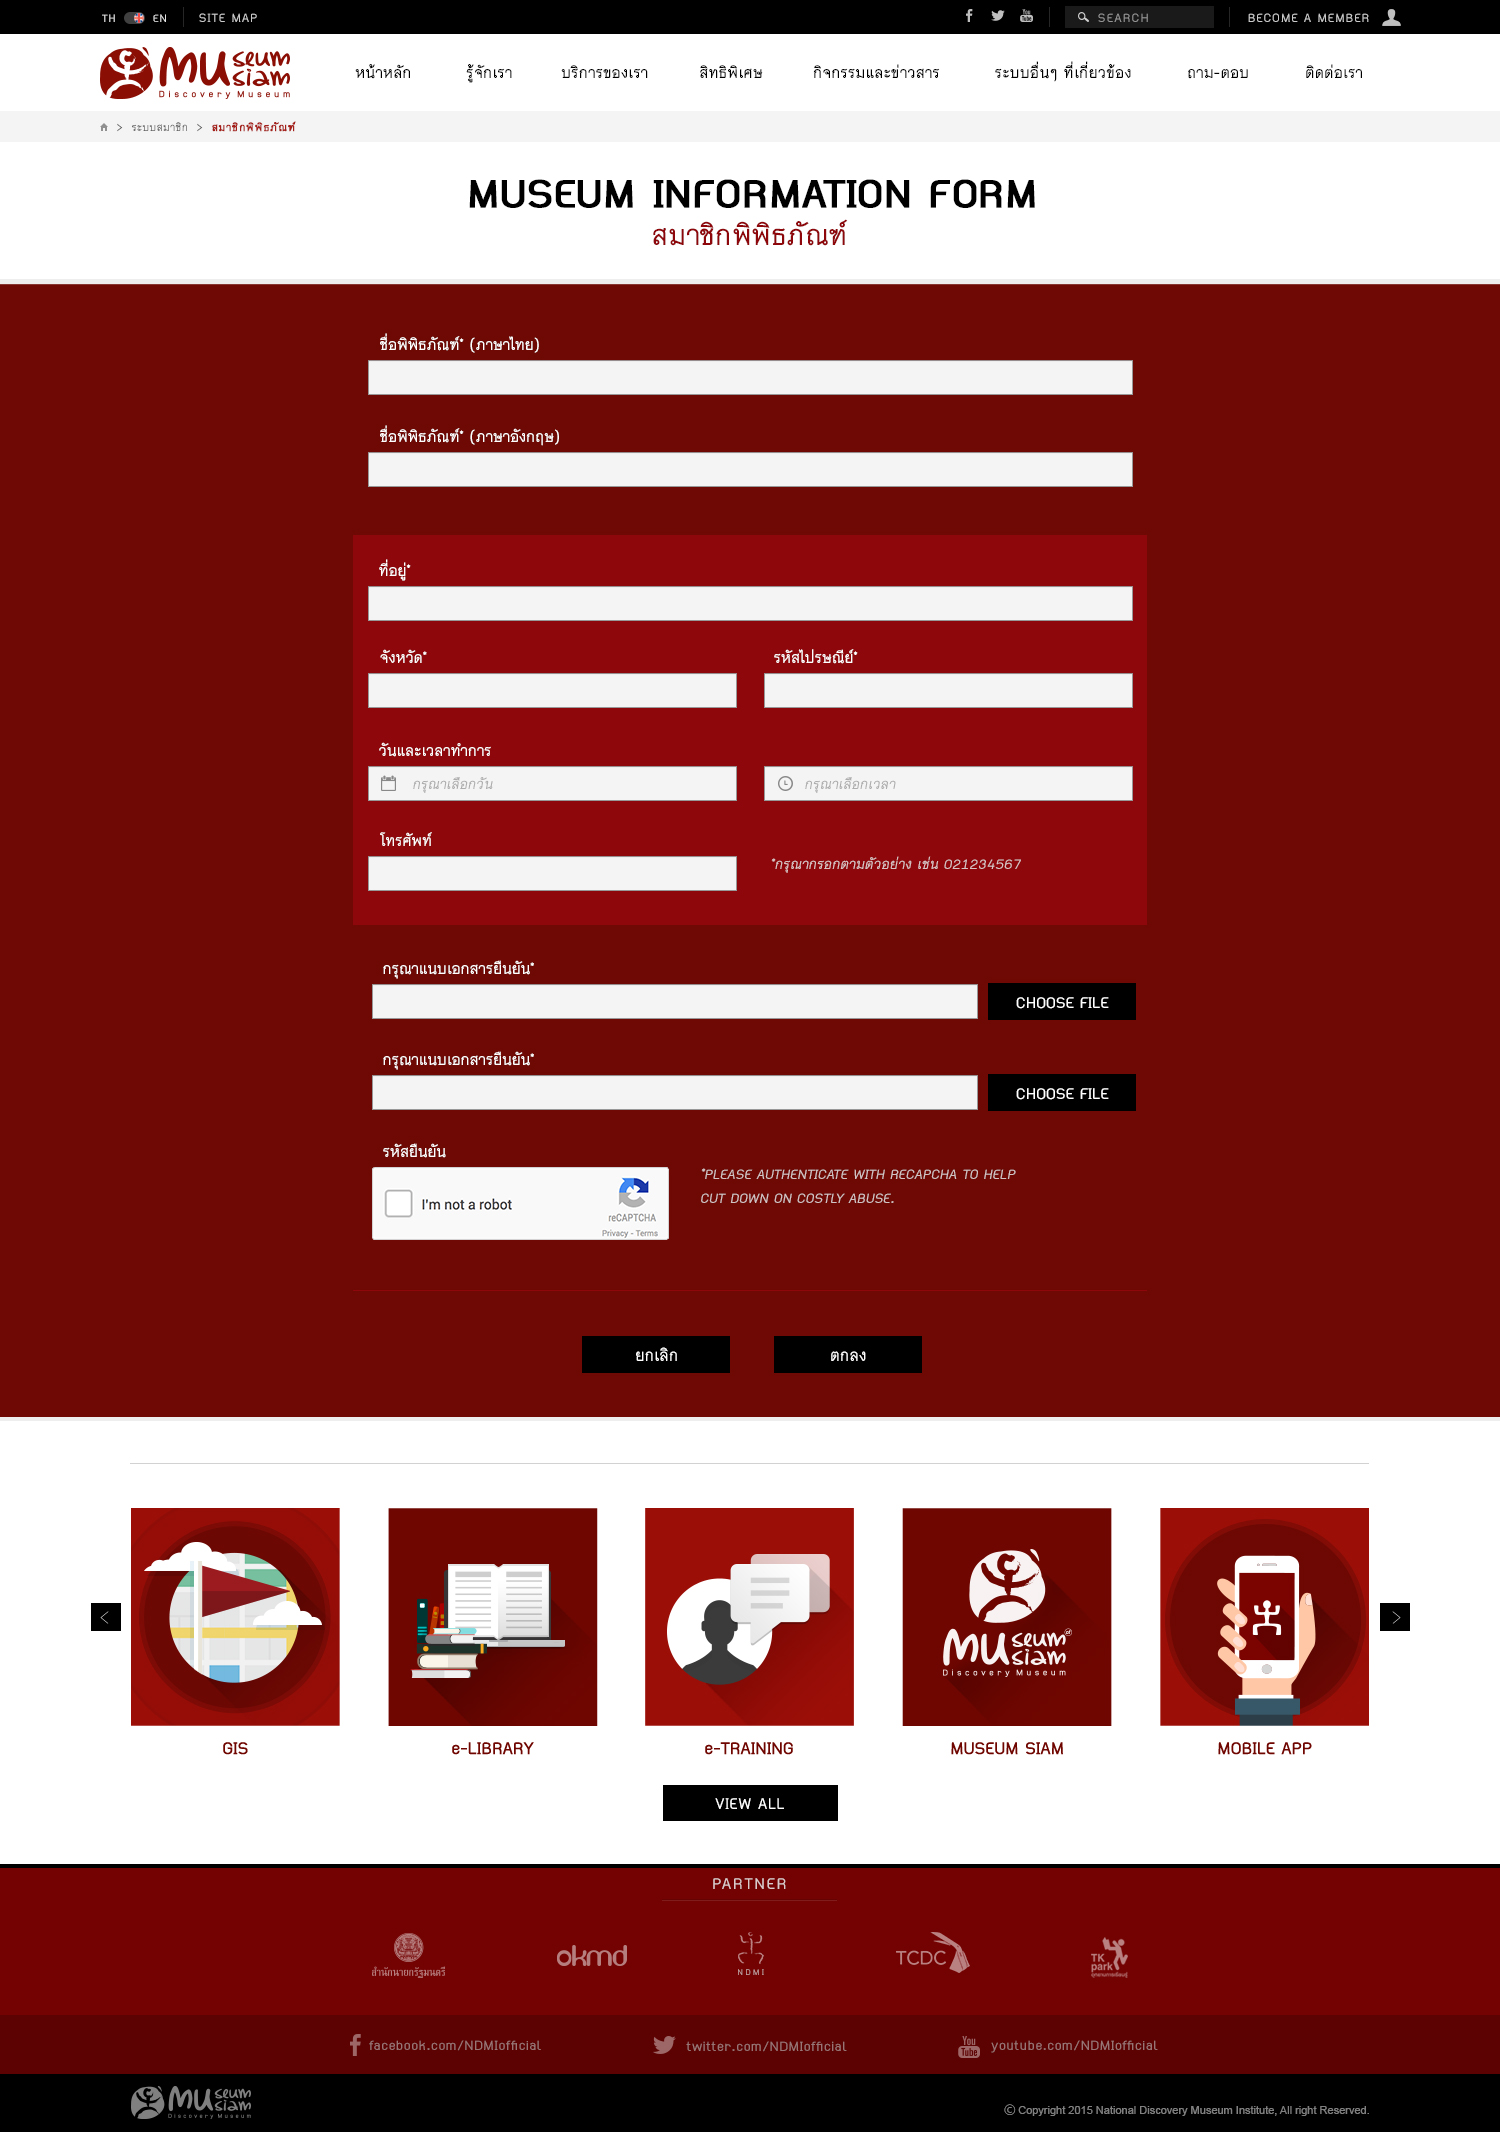 TH EN SITE MAP SEARCH BECOME A MEMBER
MUseum siam
Discovery Museum
หน้าหลัก รู้จักเรา บริการของเรา สิทธิพิเศษ กิจกรรมและข่าวสาร ระบบอื่นๆ ที่เกี่ยวข้อง ถาม-ตอบ ติดต่อเรา
> ระบบสมาชิก > สมาชิกพิพิธภัณฑ์
MUSEUM INFORMATION FORM
สมาชิกพิพิธภัณฑ์
ชื่อพิพิธภัณฑ์* (ภาษาไทย)
ชื่อพิพิธภัณฑ์* (ภาษาอังกฤษ)
ที่อยู่*
จังหวัด* รหัสไปรษณีย์*
วันและเวลาทำการ
กรุณาเลือกวัน กรุณาเลือกเวลา
โทรศัพท์
*กรุณากรอกตามตัวอย่าง เช่น 021234567
กรุณาแนบเอกสารยืนยัน*
CHOOSE FILE
กรุณาแนบเอกสารยืนยัน*
CHOOSE FILE
รหัสยืนยัน
I'm not a robot
reCAPTCHA
Privacy - Terms
*PLEASE AUTHENTICATE WITH RECAPCHA TO HELP
CUT DOWN ON COSTLY ABUSE.
ยกเลิก ตกลง
MUseum siam
Discovery Museum
GIS e-LIBRARY e-TRAINING MUSEUM SIAM MOBILE APP
VIEW ALL
PARTNER
สำนักนายกรัฐมนตรี okmd NDMI TCDC TK park
facebook.com/NDMIofficial twitter.com/NDMIofficial You Tube youtube.com/NDMIofficial
MUseum siam
Discovery Museum
© Copyright 2015 National Discovery Museum Institute, All right Reserved.